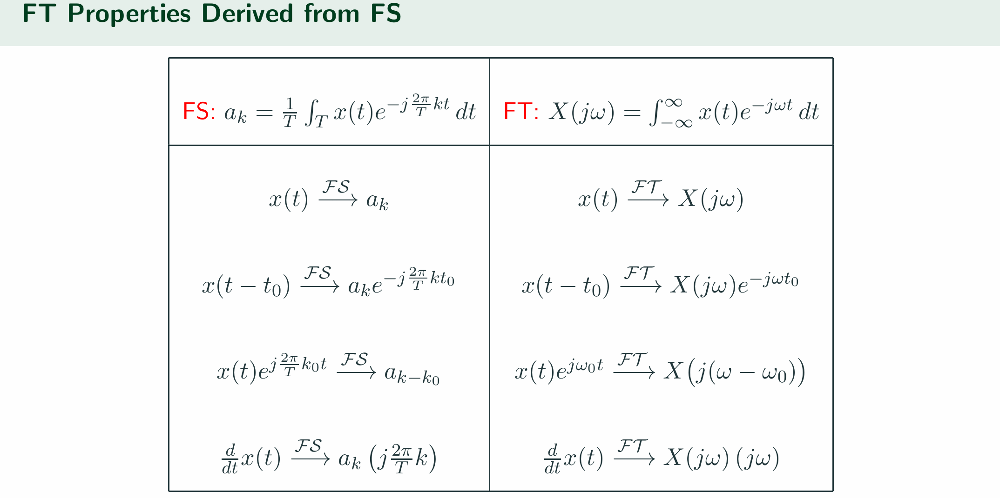 FT Properties Derived from FS
FS: $a_k = \frac{1}{T} \int_T x(t)e^{-j\frac{2\pi}{T}kt}\,dt$
FT: $X(j\omega) = \int_{-\infty}^{\infty} x(t)e^{-j\omega t}\,dt$
$x(t) \xrightarrow{\mathcal{FS}} a_k$
$x(t) \xrightarrow{\mathcal{FT}} X(j\omega)$
$x(t - t_0) \xrightarrow{\mathcal{FS}} a_k e^{-j\frac{2\pi}{T}kt_0}$
$x(t - t_0) \xrightarrow{\mathcal{FT}} X(j\omega)e^{-j\omega t_0}$
$x(t)e^{j\frac{2\pi}{T}k_0 t} \xrightarrow{\mathcal{FS}} a_{k-k_0}$
$x(t)e^{j\omega_0 t} \xrightarrow{\mathcal{FT}} X\big(j(\omega - \omega_0)\big)$
$\frac{d}{dt}x(t) \xrightarrow{\mathcal{FS}} a_k \left(j\frac{2\pi}{T}k\right)$
$\frac{d}{dt}x(t) \xrightarrow{\mathcal{FT}} X(j\omega)\,(j\omega)$